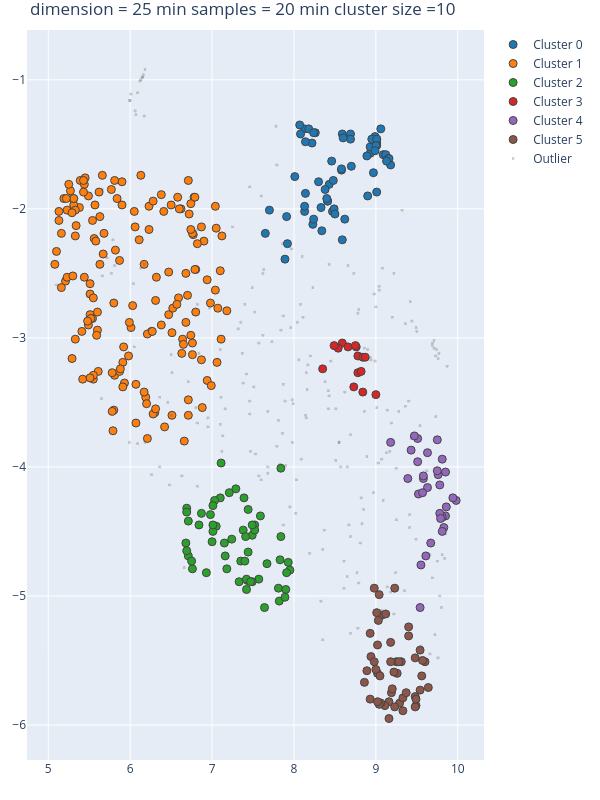 dimension = 25 min samples = 20 min cluster size =10
Cluster 0
Cluster 1
Cluster 2
Cluster 3
Cluster 4
Cluster 5
Outlier
−1
−2
−3
−4
−5
−6
5 6 7 8 9 10